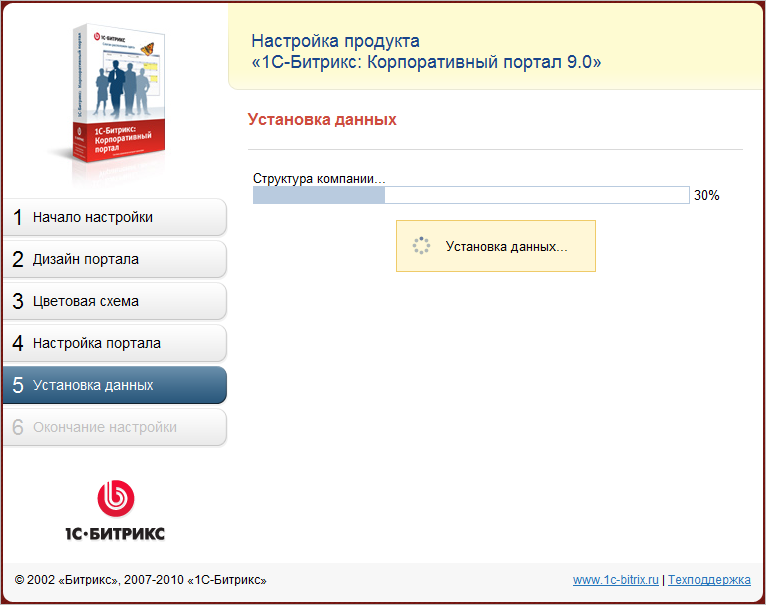 1С-БИТРИКС
1С-Битрикс:
Корпоративный
портал
Настройка продукта
«1С-Битрикс: Корпоративный портал 9.0»
1 Начало настройки
2 Дизайн портала
3 Цветовая схема
4 Настройка портала
5 Установка данных
6 Окончание настройки
Установка данных
Структура компании...
30%
Установка данных...
1С·БИТРИКС
© 2002 «Битрикс», 2007-2010 «1С-Битрикс»
www.1c-bitrix.ru | Техподдержка